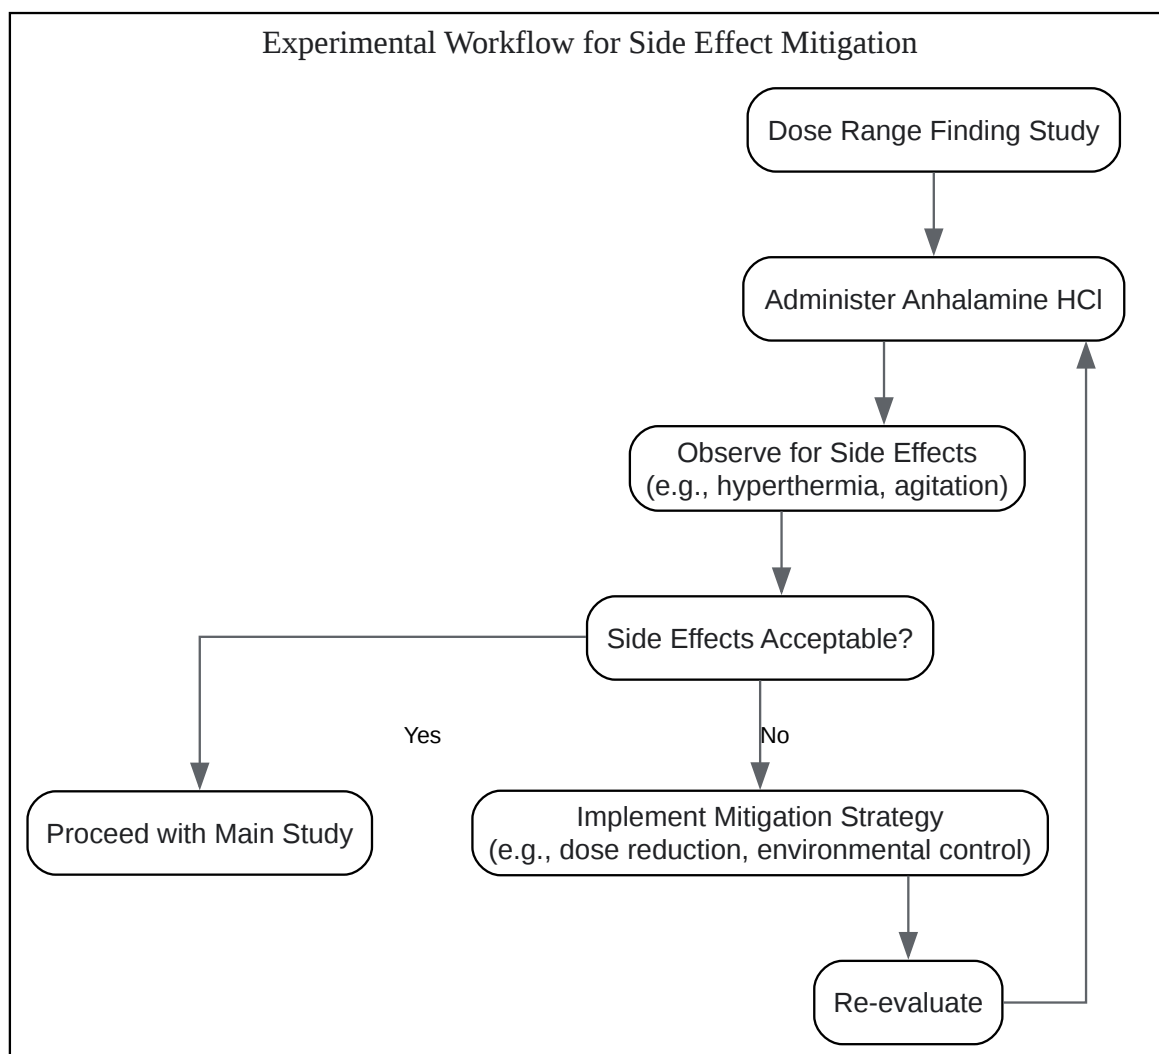 Experimental Workflow for Side Effect Mitigation
Dose Range Finding Study
Administer Anhalamine HCl
Observe for Side Effects
(e.g., hyperthermia, agitation)
Side Effects Acceptable?
Yes
No
Proceed with Main Study
Implement Mitigation Strategy
(e.g., dose reduction, environmental control)
Re-evaluate